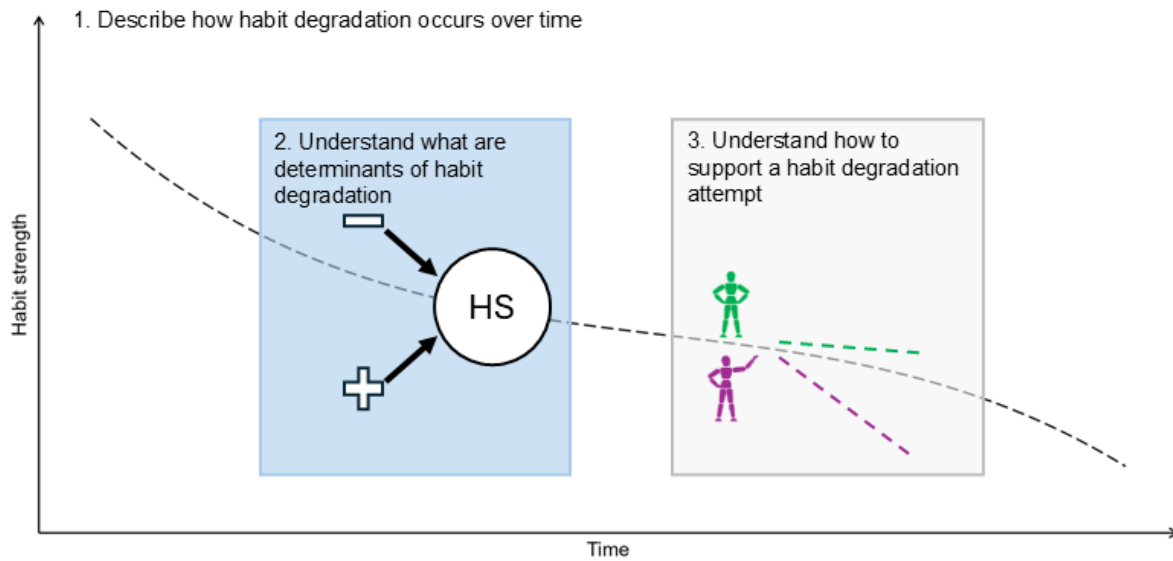 1. Describe how habit degradation occurs over time
2. Understand what are
determinants of habit
degradation
3. Understand how to
support a habit degradation
attempt
HS
Habit strength
Time